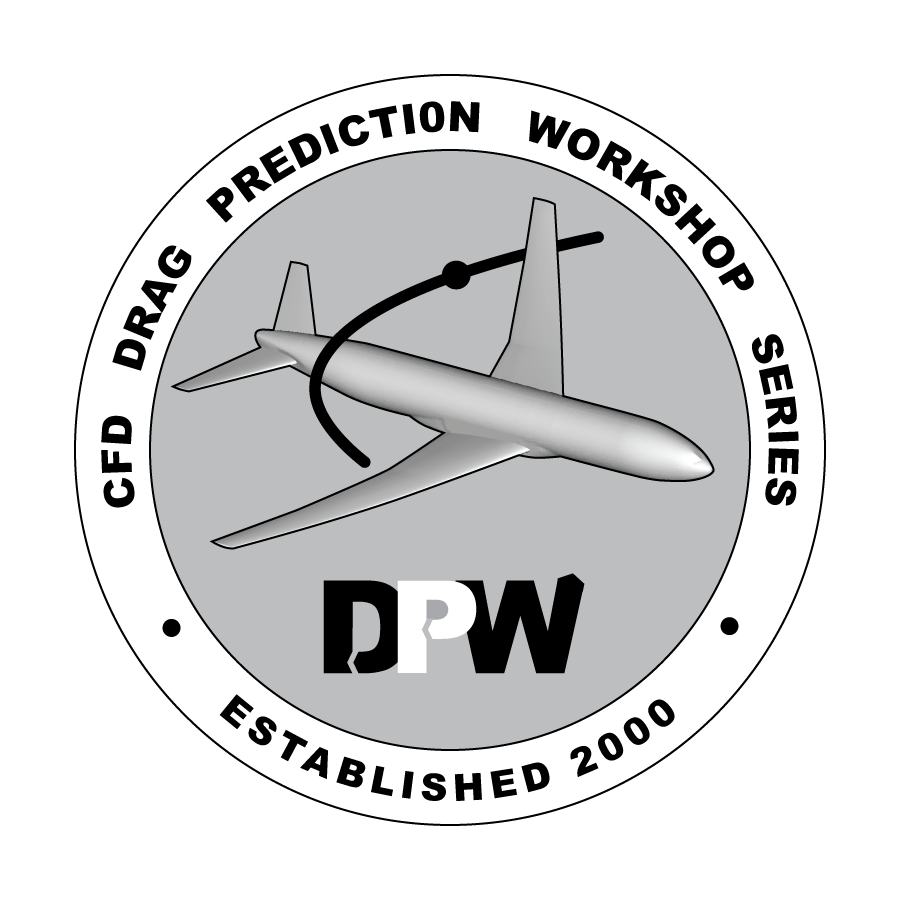 CFD DRAG PREDICTION WORKSHOP SERIES
DPW
ESTABLISHED 2000